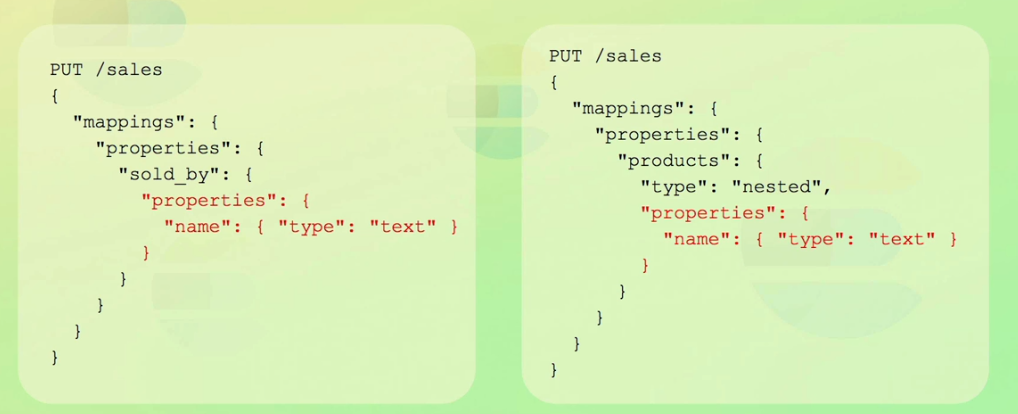 PUT /sales
{
  "mappings": {
    "properties": {
      "sold_by": {
        "properties": {
          "name": { "type": "text" }
        }
      }
    }
  }
}
PUT /sales
{
  "mappings": {
    "properties": {
      "products": {
        "type": "nested",
        "properties": {
          "name": { "type": "text" }
        }
      }
    }
  }
}